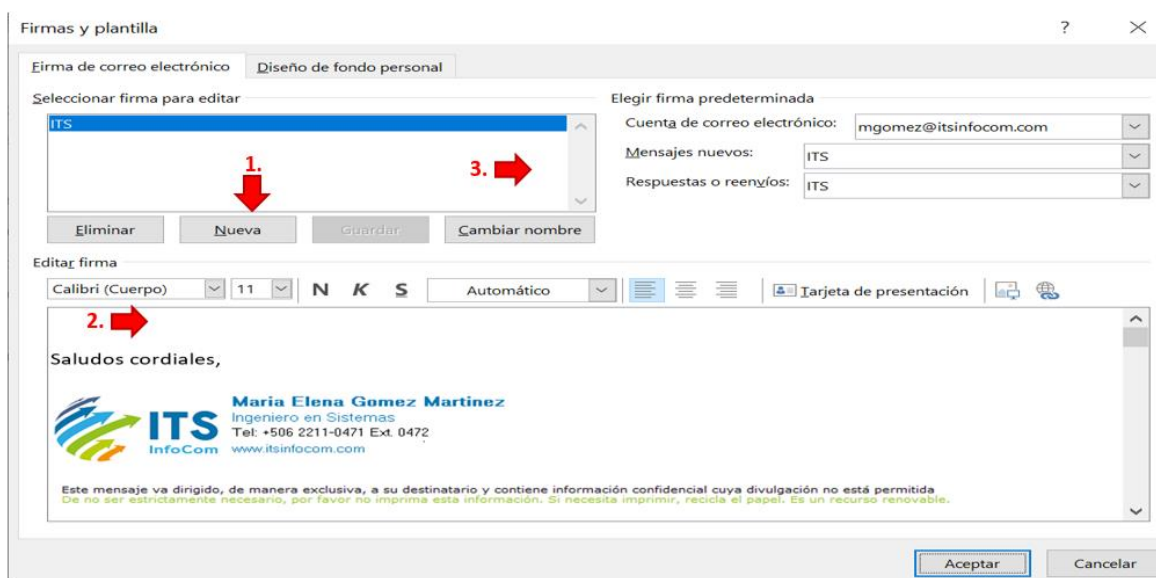 Firmas y plantilla ? ×
Firma de correo electrónico Diseño de fondo personal
Seleccionar firma para editar
ITS
1.
3.
Eliminar Nueva Guardar Cambiar nombre
Elegir firma predeterminada
Cuenta de correo electrónico: mgomez@itsinfocom.com
Mensajes nuevos: ITS
Respuestas o reenvíos: ITS
Editar firma
Calibri (Cuerpo) 11 N K S Automático Tarjeta de presentación
2.
Saludos cordiales,
ITS
InfoCom
Maria Elena Gomez Martinez
Ingeniero en Sistemas
Tel: +506 2211-0471 Ext. 0472
www.itsinfocom.com
Este mensaje va dirigido, de manera exclusiva, a su destinatario y contiene información confidencial cuya divulgación no está permitida
De no ser estrictamente necesario, por favor no imprima esta información. Si necesita imprimir, recicla el papel. Es un recurso renovable.
Aceptar Cancelar